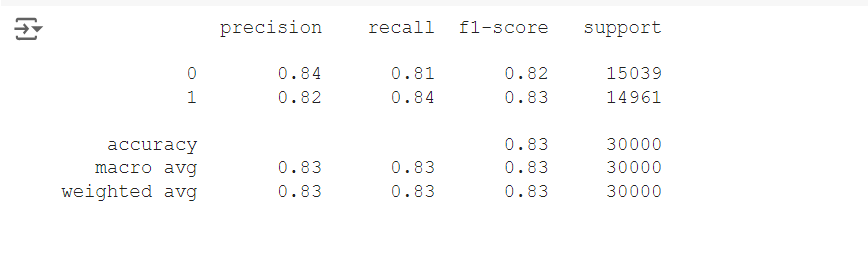 precision recall f1-score support
0 0.84 0.81 0.82 15039
1 0.82 0.84 0.83 14961
accuracy 0.83 30000
macro avg 0.83 0.83 0.83 30000
weighted avg 0.83 0.83 0.83 30000